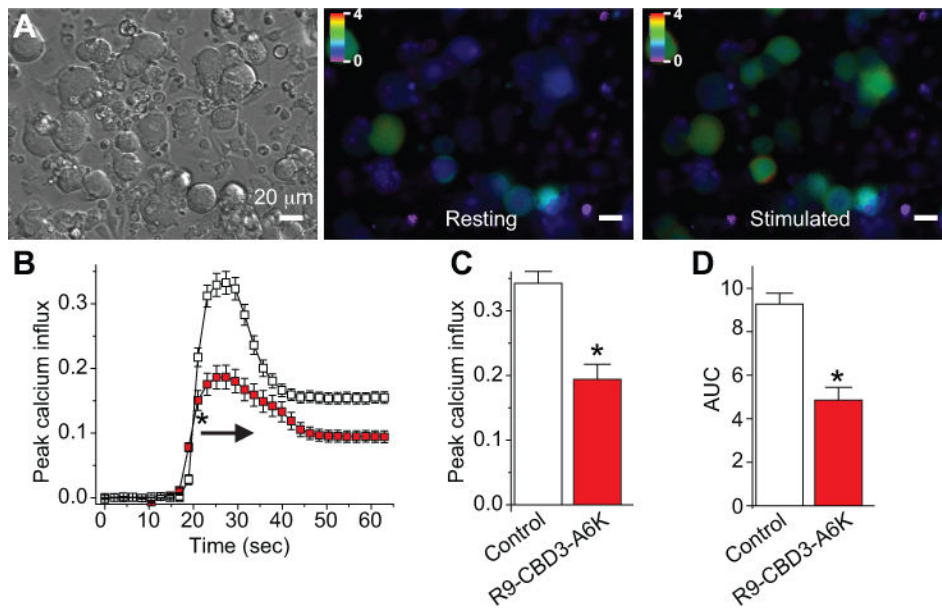 A
20 μm
4
0
Resting
4
0
Stimulated
B
Peak calcium influx
0.3
0.2
0.1
0.0
*
0 10 20 30 40 50 60
Time (sec)
C
Peak calcium influx
0.3
0.2
0.1
0.0
*
Control
R9-CBD3-A6K
D
AUC
10
8
6
4
2
0
*
Control
R9-CBD3-A6K